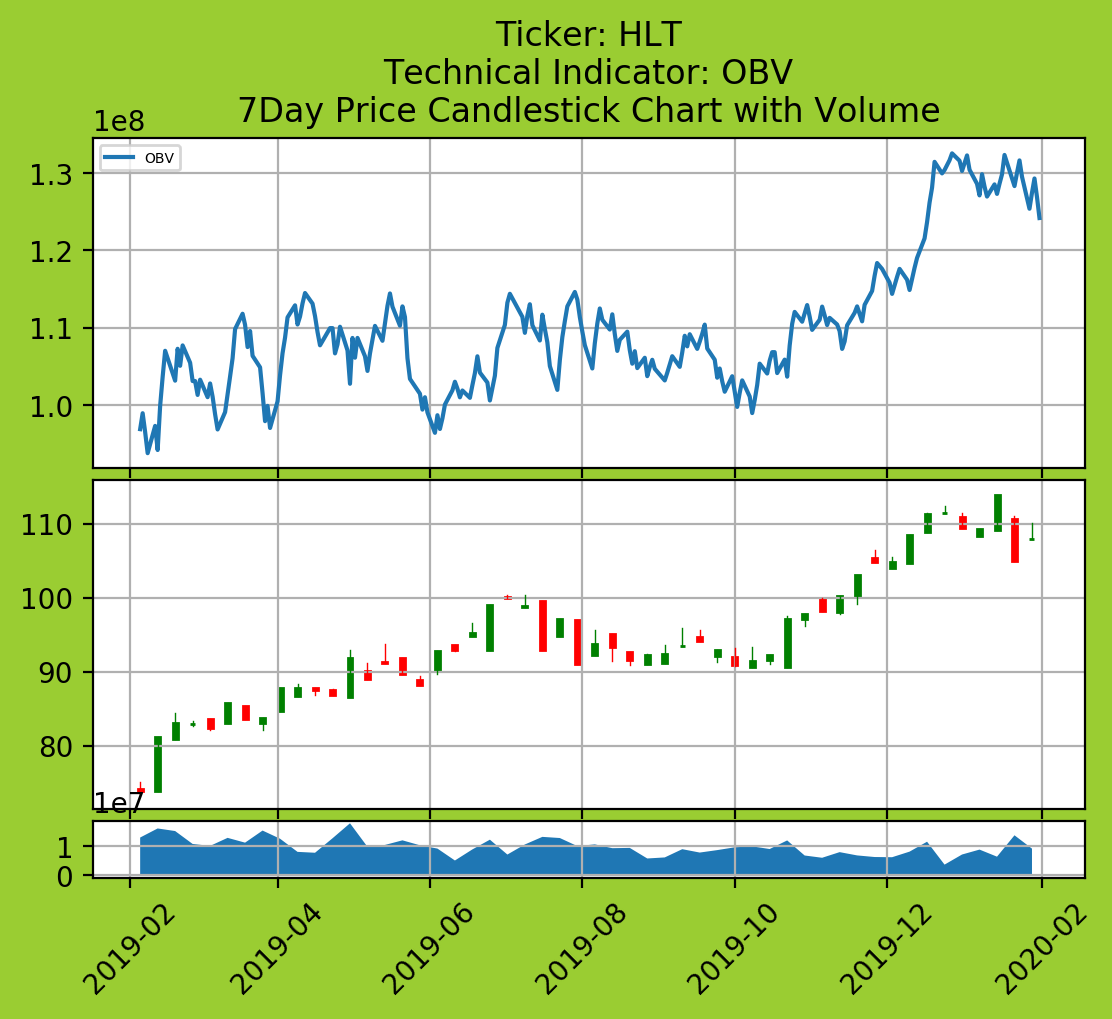 Ticker: HLT
Technical Indicator: OBV
7Day Price Candlestick Chart with Volume
1e8
OBV
1.3
1.2
1.1
1.0
110
100
90
80
1e7
1
0
2019-02
2019-04
2019-06
2019-08
2019-10
2019-12
2020-02